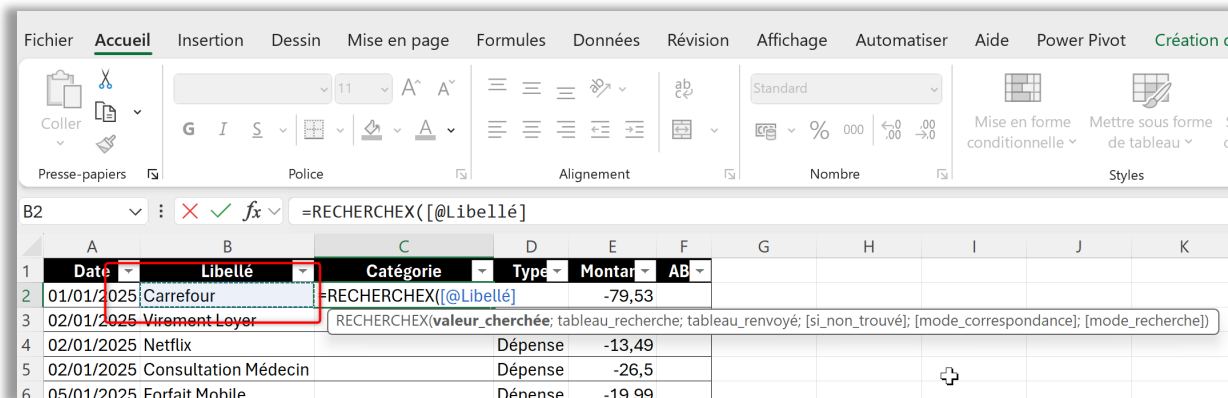 Fichier Accueil Insertion Dessin Mise en page Formules Données Révision Affichage Automatiser Aide Power Pivot Création
Coller
11
A^ A˅
ab
Standard
G I S
A
% 000
,00
Mise en forme conditionnelle
Mettre sous forme de tableau
Presse-papiers Police Alignement Nombre Styles
B2 fx =RECHERCHEX([@Libellé]
A B C D E F G H I J K
1 Date Libellé Catégorie Type Montar AB
2 01/01/2025 Carrefour =RECHERCHEX([@Libellé] -79,53
3 02/01/2025 Virement Loyer RECHERCHEX(valeur_cherchée; tableau_recherche; tableau_renvoyé; [si_non_trouvé]; [mode_correspondance]; [mode_recherche])
4 02/01/2025 Netflix Dépense -13,49
5 02/01/2025 Consultation Médecin Dépense -26,5
6 05/01/2025 Forfait Mobile Dépense -19,99